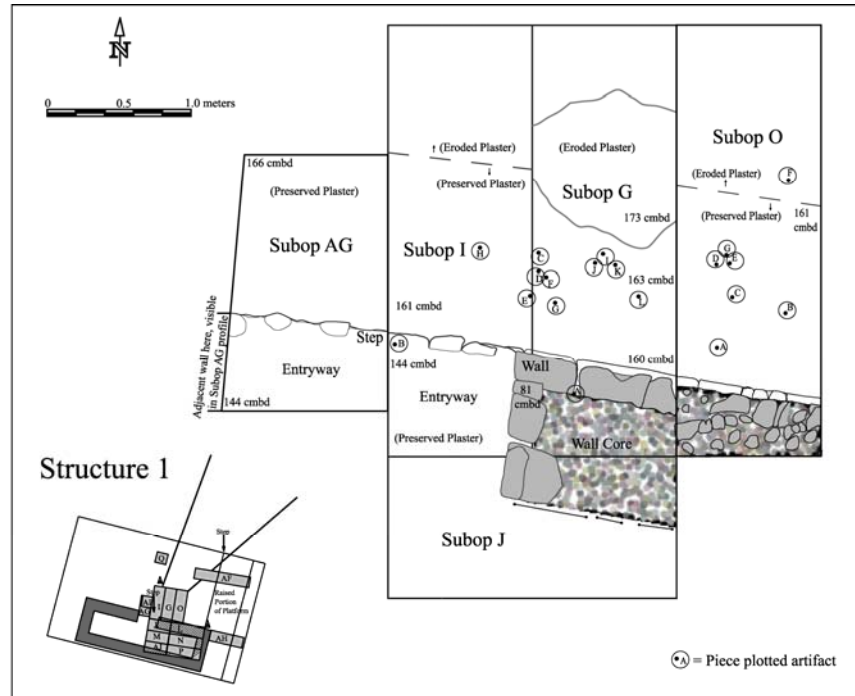 N
0 0.5 1.0 meters
Subop O
166 cmbd
↑ (Eroded Plaster)
(Eroded Plaster)
(Eroded Plaster)
↑
F
(Preserved Plaster)
↓
(Preserved Plaster)
Subop G
(Preserved Plaster)
↓
161
cmbd
173 cmbd
Subop AG
Subop I
H
C
I
J
K
G
D
E
D
F
163 cmbd
E
G
L
C
B
161 cmbd
Adjacent wall here, visible
in Subop AG profile
Step
B
A
144 cmbd
160 cmbd
Entryway
Wall
81
cmbd
A
144 cmbd
Entryway
(Preserved Plaster)
Wall Core
Structure 1
Subop J
Step
Q
AF
Step
Raised
Portion
of Platform
I
G
O
AG
L
M
N
AH
P
A = Piece plotted artifact